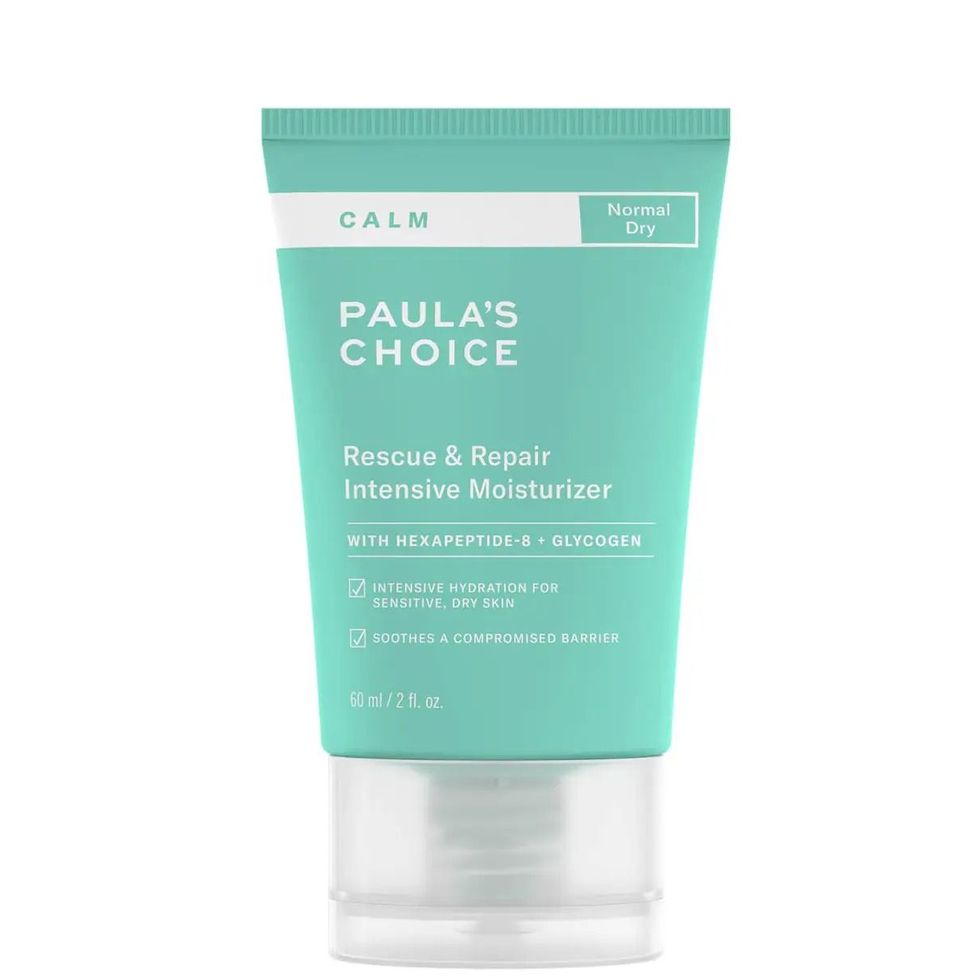 CALM
Normal
Dry
PAULA'S
CHOICE
Rescue & Repair
Intensive Moisturizer
WITH HEXAPEPTIDE-8 + GLYCOGEN
☑ INTENSIVE HYDRATION FOR
SENSITIVE, DRY SKIN
☑ SOOTHES A COMPROMISED BARRIER
60 ml / 2 fl. oz.